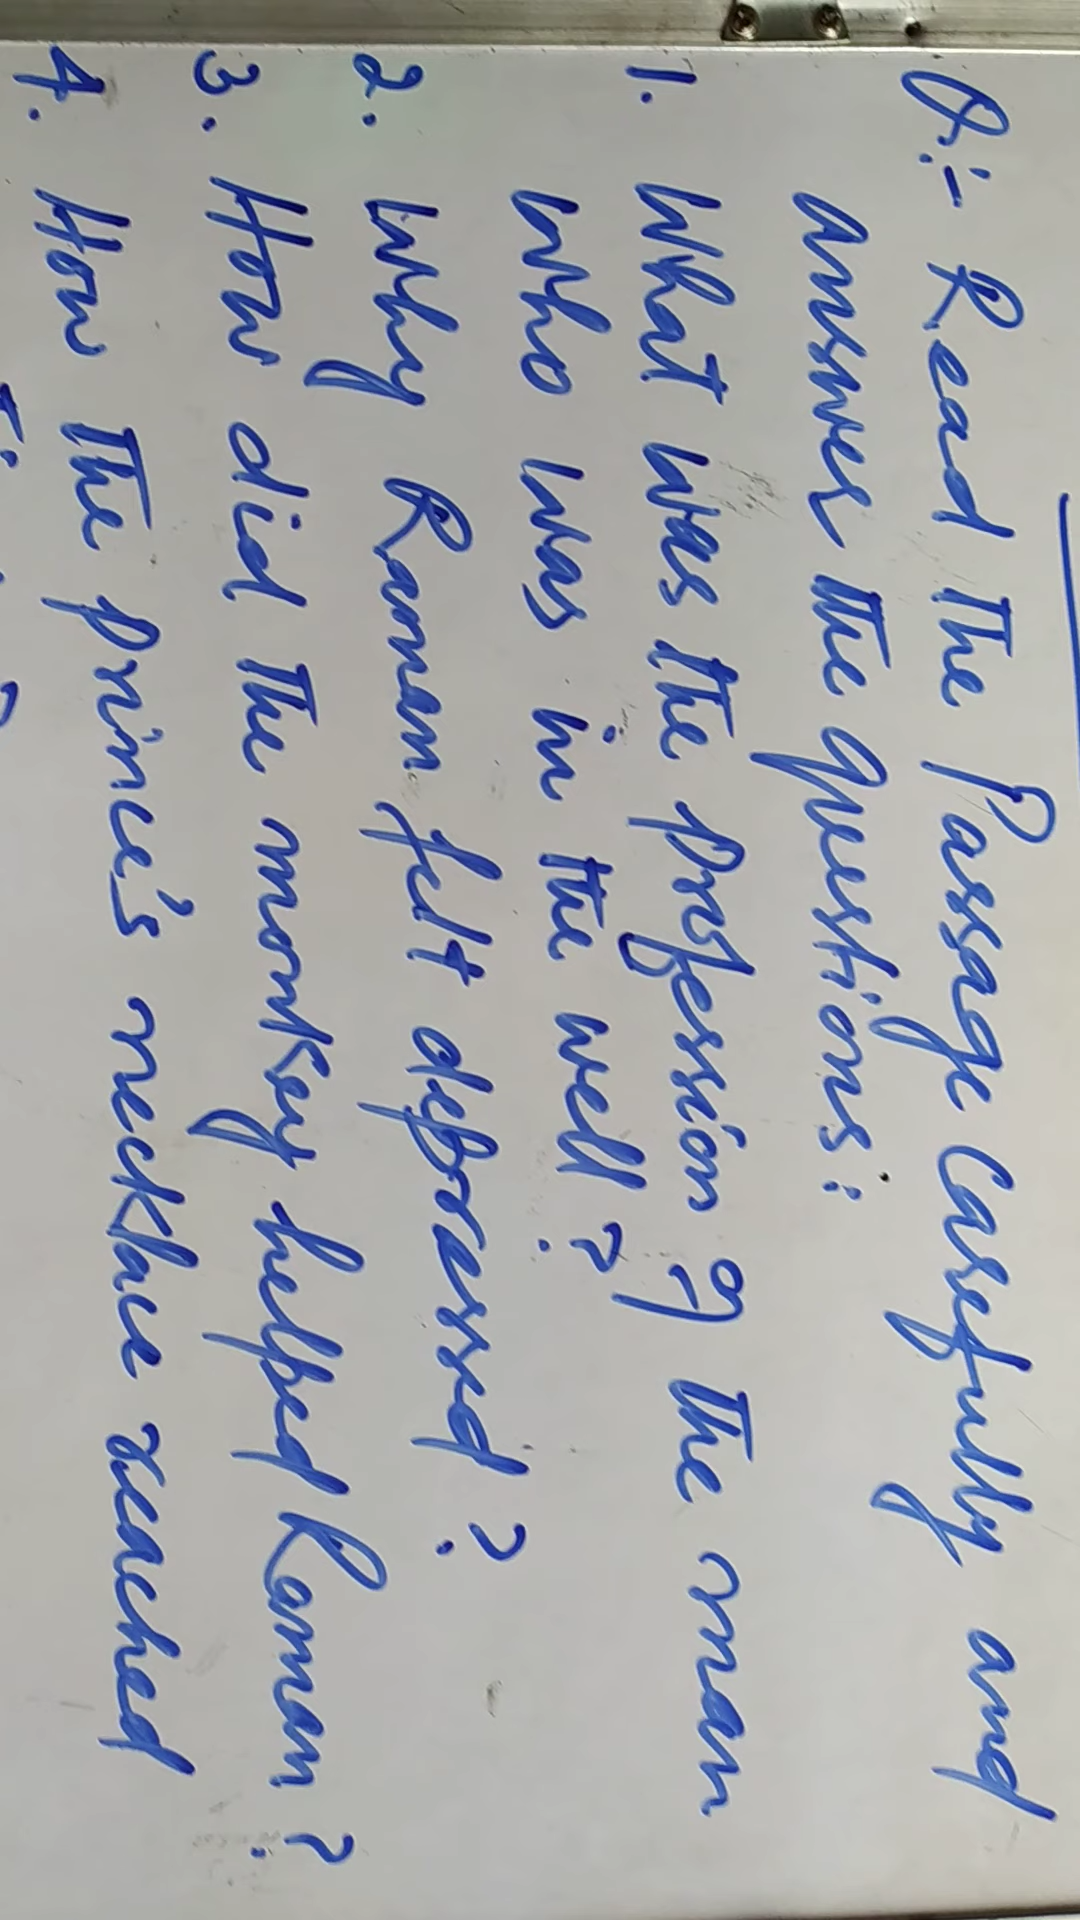 Q:- Read the Passage Carefully and
answer the questions:
1. What was the profession of the man
who was in the well?
2. Why Raman felt depressed?
3. How did the monkey helped Raman?
4. How the prince's necklace reached